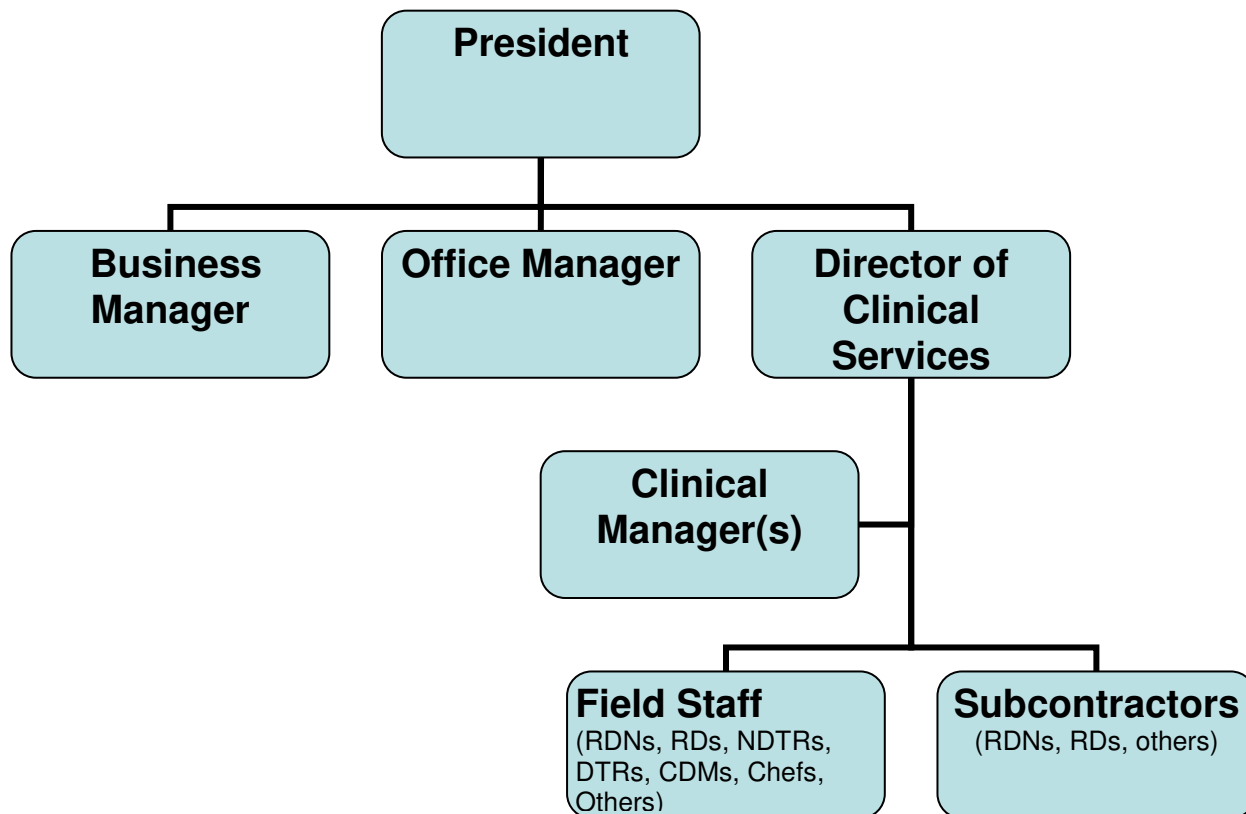 President
Business
Manager
Office Manager
Director of
Clinical
Services
Clinical
Manager(s)
Field Staff
(RDNs, RDs, NDTRs,
DTRs, CDMs, Chefs,
Others)
Subcontractors
(RDNs, RDs, others)